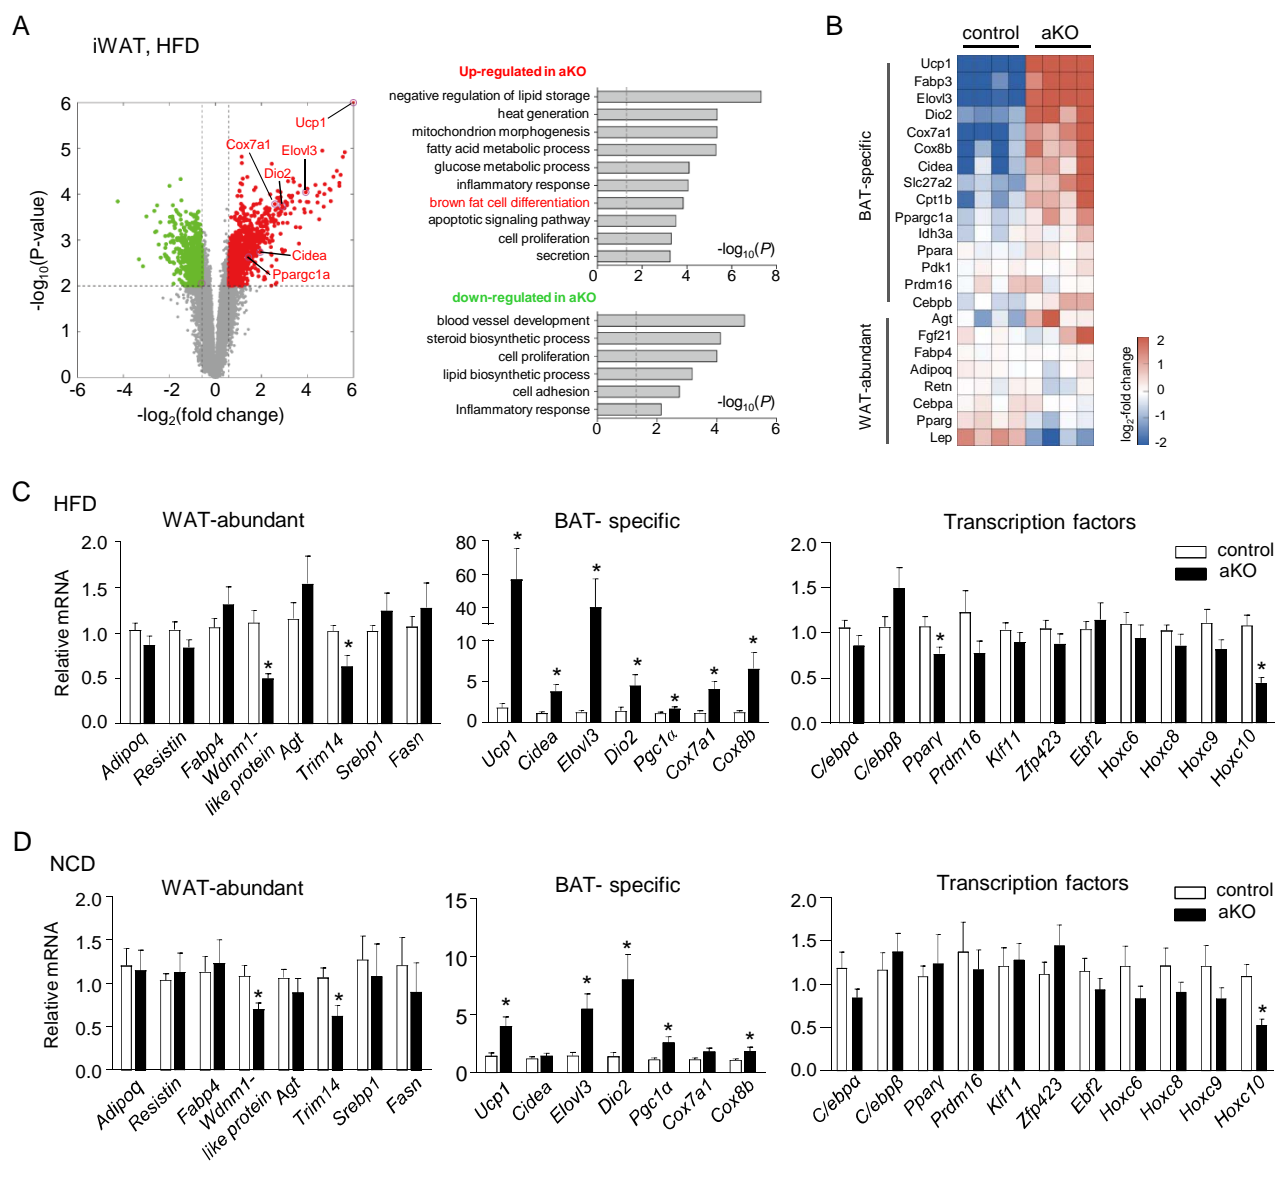 A
iWAT, HFD
-log10(P-value)
6
5
4
3
2
1
0
-6
-4
-2
0
2
4
6
-log2(fold change)
Ucp1
Cox7a1
Elovl3
Dio2
Cidea
Ppargc1a
Up-regulated in aKO
negative regulation of lipid storage
heat generation
mitochondrion morphogenesis
fatty acid metabolic process
glucose metabolic process
inflammatory response
brown fat cell differentiation
apoptotic signaling pathway
cell proliferation
secretion
-log10(P)
0
2
4
6
8
down-regulated in aKO
blood vessel development
steroid biosynthetic process
cell proliferation
lipid biosynthetic process
cell adhesion
Inflammatory response
-log10(P)
0
2
4
6
B
control
aKO
BAT-specific
Ucp1
Fabp3
Elovl3
Dio2
Cox7a1
Cox8b
Cidea
Slc27a2
Cpt1b
Ppargc1a
Idh3a
Ppara
Pdk1
Prdm16
Cebpb
WAT-abundant
Agt
Fgf21
Fabp4
Adipoq
Retn
Cebpa
Pparg
Lep
log2-fold change
2
1
0
-1
-2
C
HFD
WAT-abundant
Relative mRNA
2.0
1.5
1.0
0.5
0.0
*
*
Adipoq
Resistin
Fabp4
Wdnm1-
like protein
Agt
Trim14
Srebp1
Fasn
BAT- specific
80
60
40
10
5
0
*
*
*
*
*
*
*
Ucp1
Cidea
Elovl3
Dio2
Pgc1α
Cox7a1
Cox8b
Transcription factors
control
aKO
2.0
1.5
1.0
0.5
0.0
*
*
C/ebpα
C/ebpβ
Pparγ
Prdm16
Klf11
Zfp423
Ebf2
Hoxc6
Hoxc8
Hoxc9
Hoxc10
D
NCD
WAT-abundant
Relative mRNA
2.0
1.5
1.0
0.5
0.0
*
*
Adipoq
Resistin
Fabp4
Wdnm1-
like protein
Agt
Trim14
Srebp1
Fasn
BAT- specific
15
10
5
0
*
*
*
*
*
Ucp1
Cidea
Elovl3
Dio2
Pgc1α
Cox7a1
Cox8b
Transcription factors
control
aKO
2.0
1.5
1.0
0.5
0.0
*
C/ebpα
C/ebpβ
Pparγ
Prdm16
Klf11
Zfp423
Ebf2
Hoxc6
Hoxc8
Hoxc9
Hoxc10